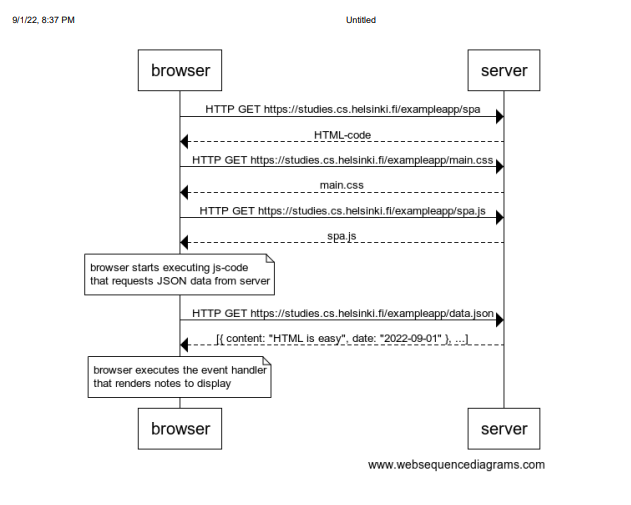 9/1/22, 8:37 PM
Untitled
browser
server
HTTP GET https://studies.cs.helsinki.fi/exampleapp/spa
HTML-code
HTTP GET https://studies.cs.helsinki.fi/exampleapp/main.css
main.css
HTTP GET https://studies.cs.helsinki.fi/exampleapp/spa.js
spa.js
browser starts executing js-code
that requests JSON data from server
HTTP GET https://studies.cs.helsinki.fi/exampleapp/data.json
[{ content: "HTML is easy", date: "2022-09-01" }, ...]
browser executes the event handler
that renders notes to display
browser
server
www.websequencediagrams.com